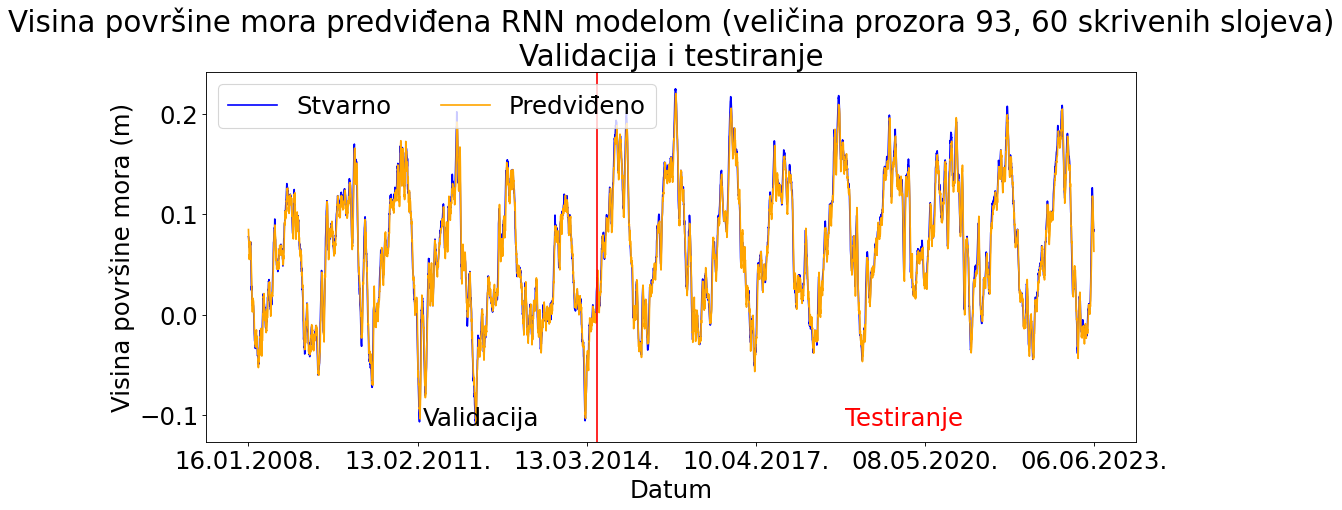 Visina površine mora predviđena RNN modelom (veličina prozora 93, 60 skrivenih slojeva)
Validacija i testiranje
Stvarno
Predviđeno
Visina površine mora (m)
0.2
0.1
0.0
−0.1
Validacija
Testiranje
16.01.2008.
13.02.2011.
13.03.2014.
10.04.2017.
08.05.2020.
06.06.2023.
Datum